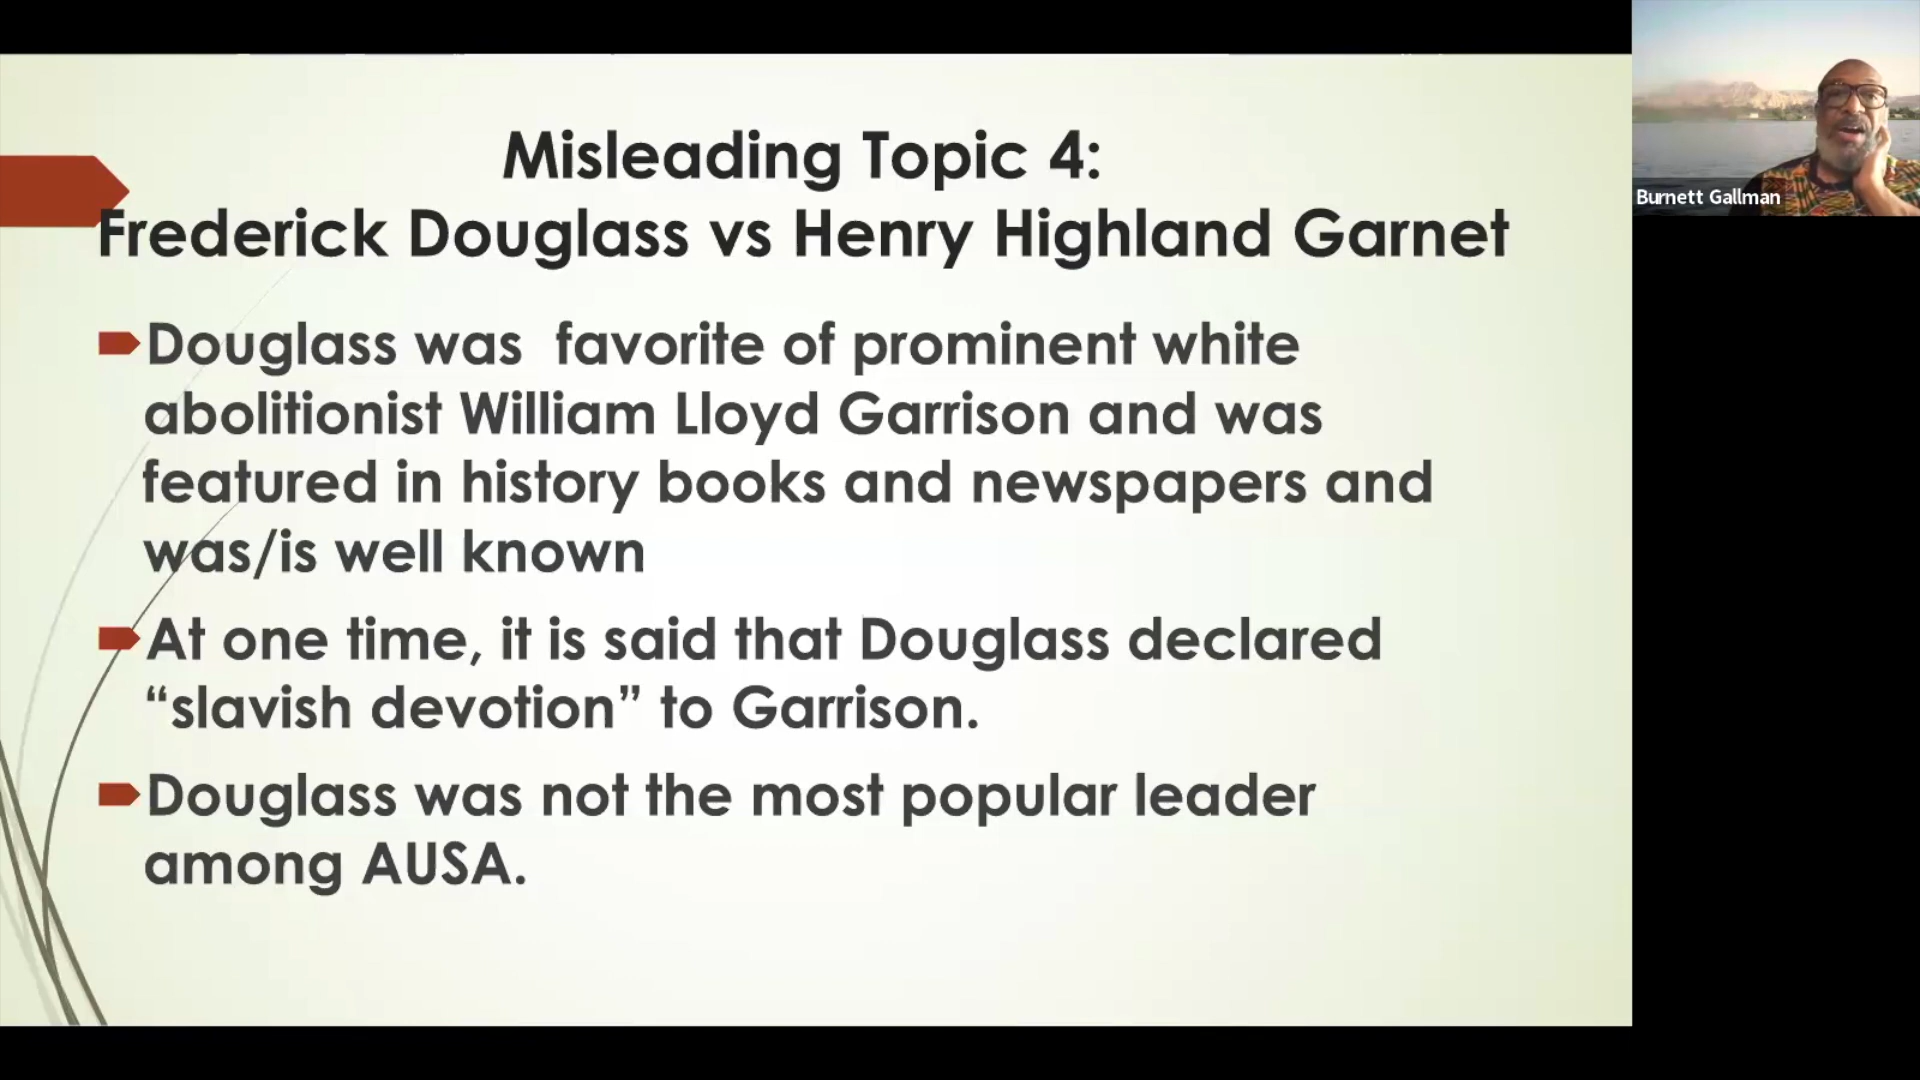 Misleading Topic 4:
Frederick Douglass vs Henry Highland Garnet
Douglass was  favorite of prominent white
abolitionist William Lloyd Garrison and was
featured in history books and newspapers and
was/is well known
At one time, it is said that Douglass declared
“slavish devotion” to Garrison.
Douglass was not the most popular leader
among AUSA.
Burnett Gallman